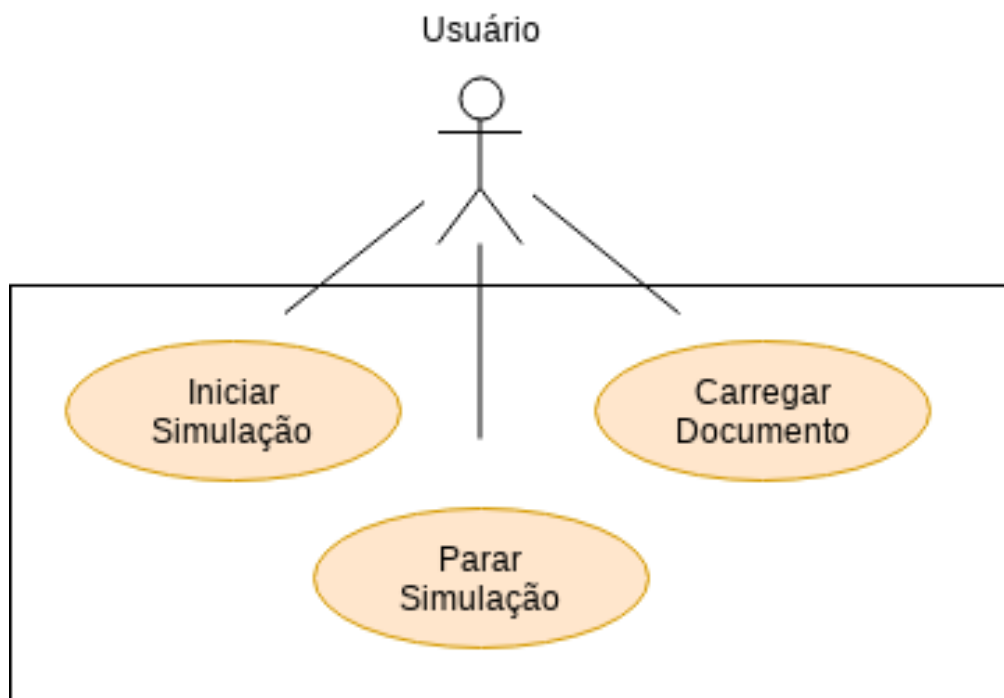 Usuário
Iniciar
Simulação
Carregar
Documento
Parar
Simulação